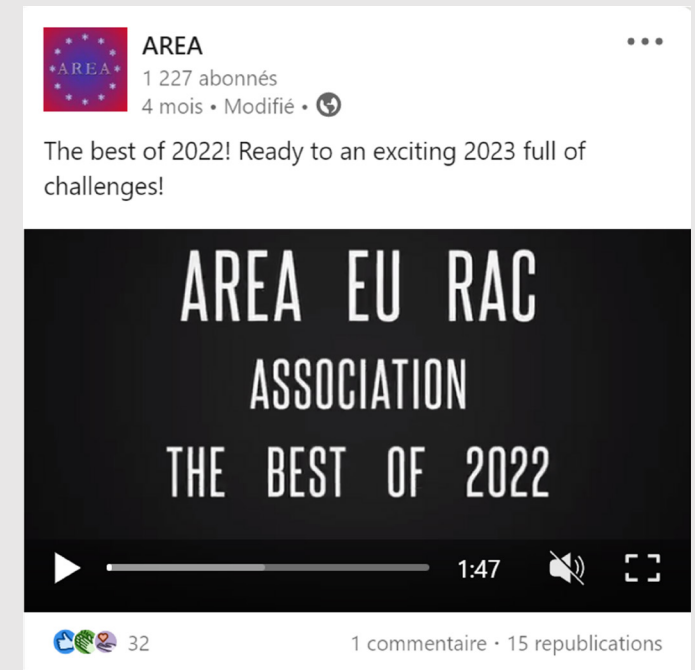 AREA
*AREA*
1 227 abonnés
4 mois • Modifié •
The best of 2022! Ready to an exciting 2023 full of
challenges!
AREA EU RAC
ASSOCIATION
THE BEST OF 2022
1:47
32
1 commentaire · 15 republications